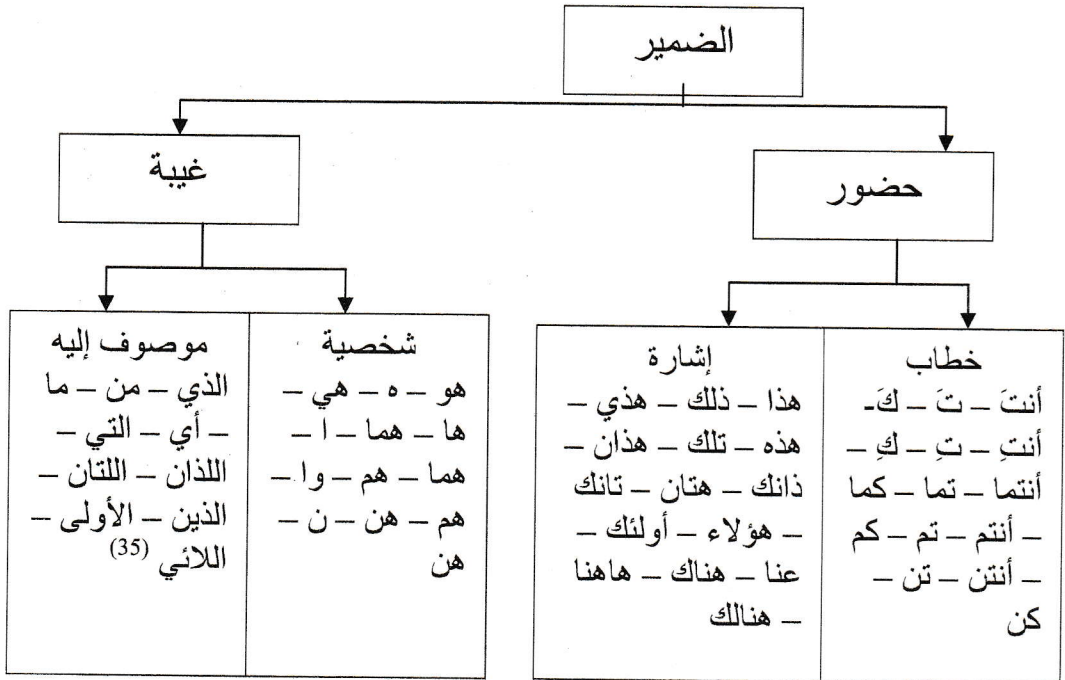 الضمير
حضور
غيبة
خطاب
أنتَ – تَ – كَ-
أنتِ – تِ – كِ –
أنتما – تما – كما
– أنتم – تم – كم
– أنتن – تن –
كن
إشارة
هذا – ذلك – هذي –
هذه – تلك – هذان –
ذانك – هتان – تانك
– هؤلاء – أولئك –
عنا – هناك – هاهنا
– هنالك
شخصية
هو – ه – هي –
ها – هما – ا –
هما – هم – وا –
هم – هن – ن –
هن
موصوف إليه
الذي – من – ما
– أي – التي –
اللذان – اللتان –
الذين – الأولى –
اللائي (35)